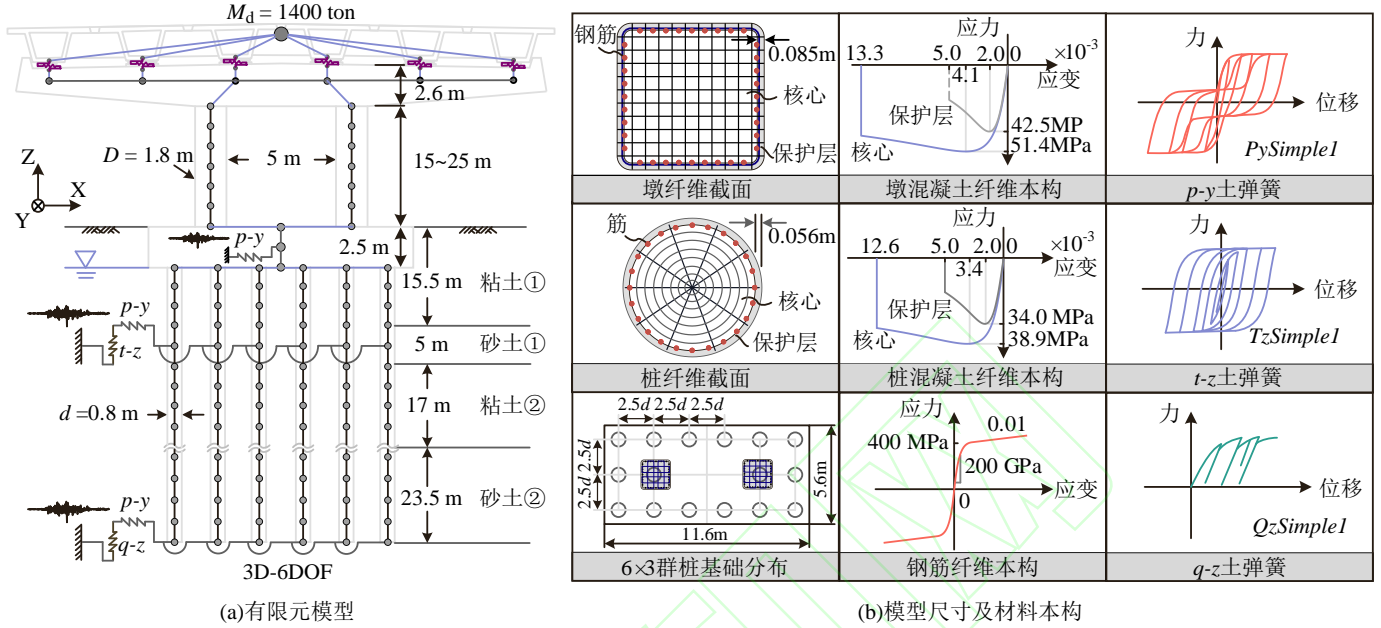 M_d = 1400 ton
2.6 m
D = 1.8 m
5 m
15~25 m
Z
X
Y
p-y
2.5 m
15.5 m
粘土①
p-y
t-z
5 m
砂土①
d =0.8 m
17 m
粘土②
p-y
q-z
23.5 m
砂土②
3D-6DOF
(a)有限元模型
钢筋
0.085m
核心
保护层
墩纤维截面
应力
13.3
5.0
2.0
0
×10⁻³
4.1
应变
保护层
42.5MP
51.4MPa
核心
墩混凝土纤维本构
力
位移
PySimple1
p-y土弹簧
筋
0.056m
核心
保护层
桩纤维截面
应力
12.6
5.0
2.0
0
×10⁻³
3.4
应变
保护层
34.0 MPa
38.9MPa
核心
桩混凝土纤维本构
力
位移
TzSimple1
t-z土弹簧
2.5d
2.5d
2.5d
2.5d
2.5d
5.6m
11.6m
6×3群桩基础分布
应力
0.01
400 MPa
200 GPa
应变
0
钢筋纤维本构
力
位移
QzSimple1
q-z土弹簧
(b)模型尺寸及材料本构